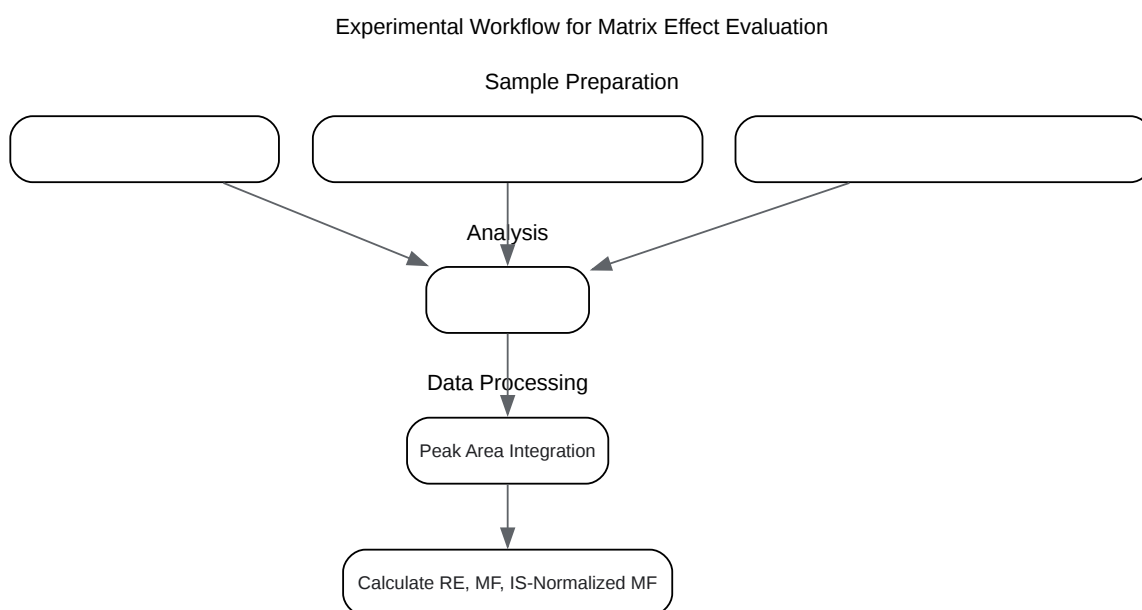 Experimental Workflow for Matrix Effect Evaluation
Sample Preparation
Analysis
Data Processing
Peak Area Integration
Calculate RE, MF, IS-Normalized MF